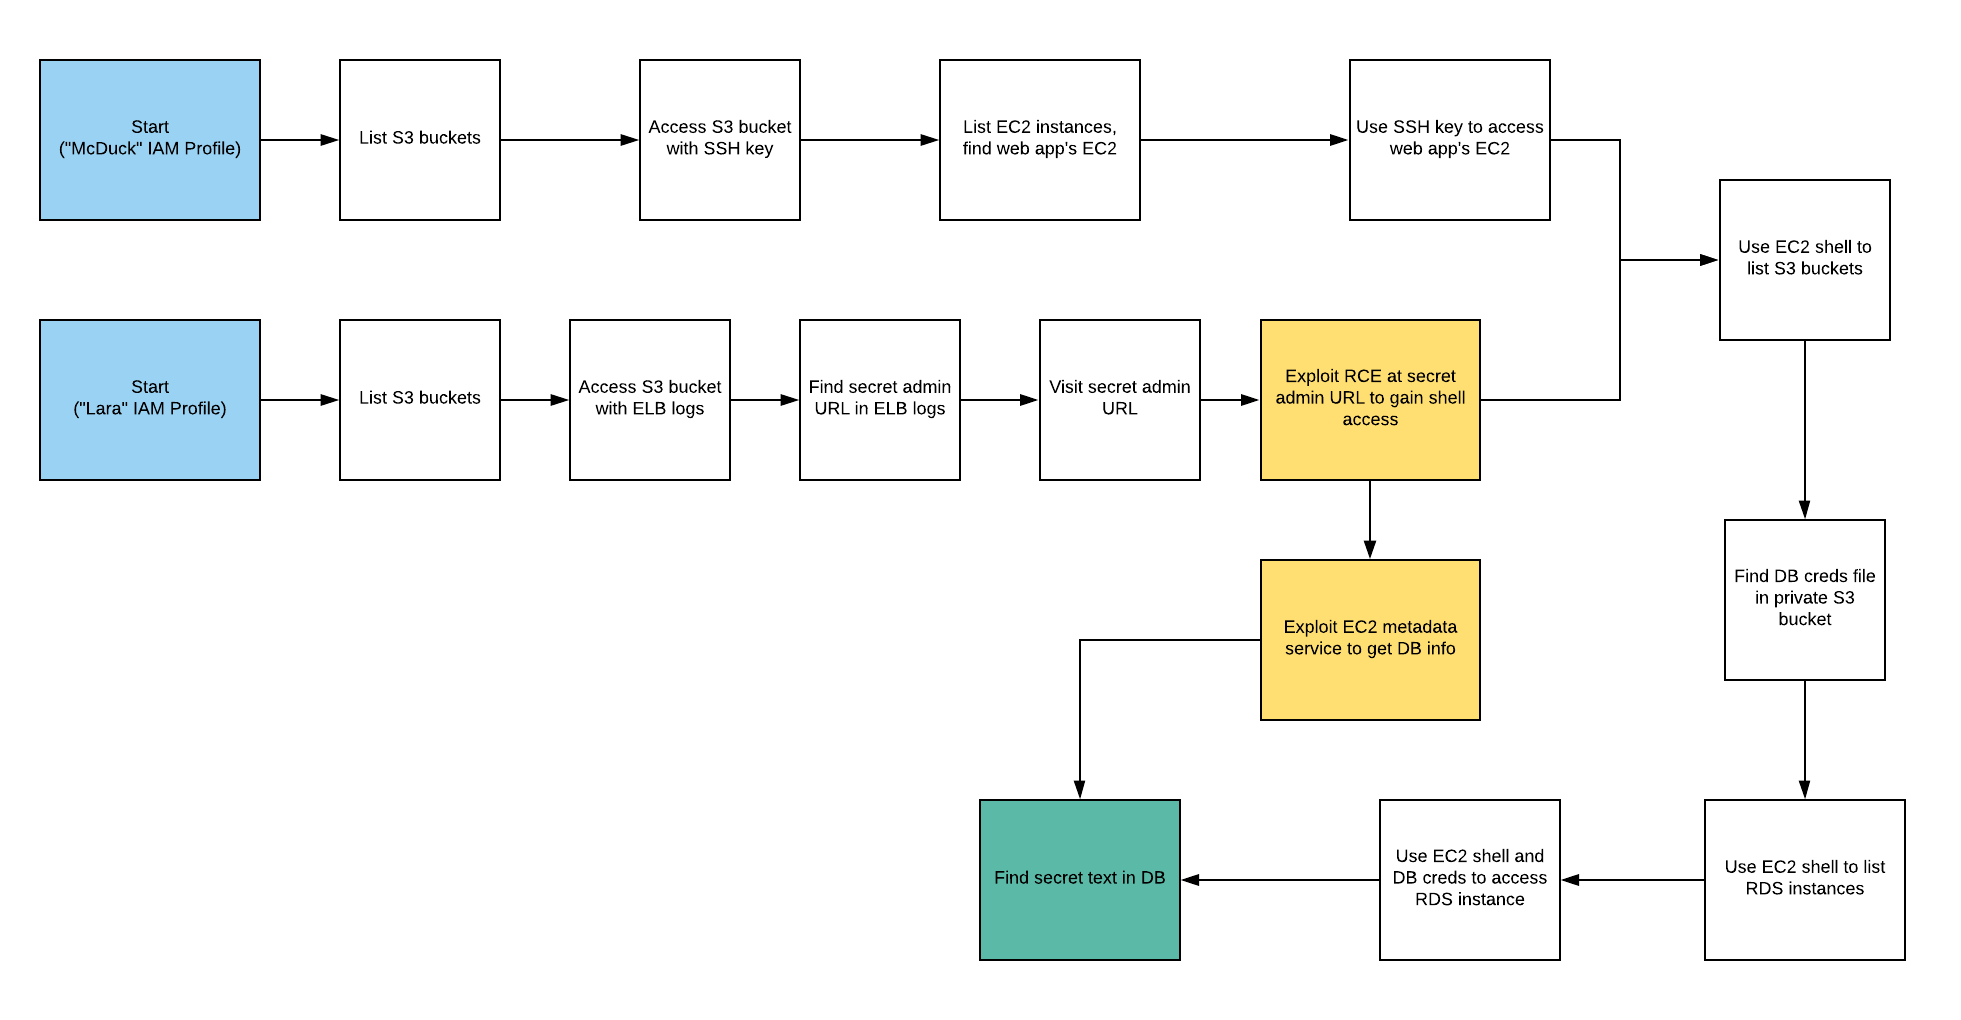 Start
("McDuck" IAM Profile)
List S3 buckets
Access S3 bucket
with SSH key
List EC2 instances,
find web app's EC2
Use SSH key to access
web app's EC2
Use EC2 shell to
list S3 buckets
Start
("Lara" IAM Profile)
List S3 buckets
Access S3 bucket
with ELB logs
Find secret admin
URL in ELB logs
Visit secret admin
URL
Exploit RCE at secret
admin URL to gain shell
access
Exploit EC2 metadata
service to get DB info
Find DB creds file
in private S3
bucket
Find secret text in DB
Use EC2 shell and
DB creds to access
RDS instance
Use EC2 shell to list
RDS instances